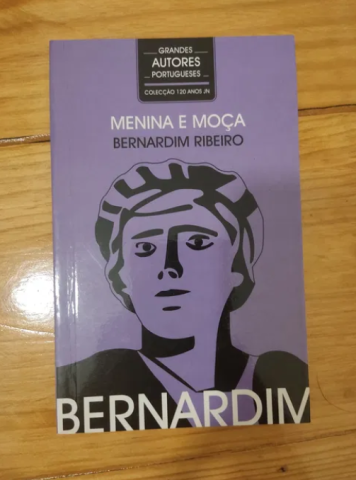 GRANDES
AUTORES
PORTUGUESES
COLECÇÃO 120 ANOS JN
MENINA E MOÇA
BERNARDIM RIBEIRO
BERNARDIM